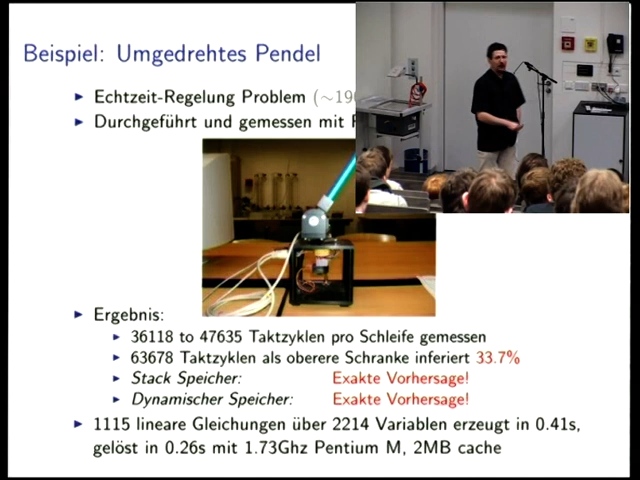 Beispiel: Umgedrehtes Pendel
Echtzeit-Regelung Problem
Durchgeführt und gemessen mit
Ergebnis:
36118 to 47635 Taktzyklen pro Schleife gemessen
63678 Taktzyklen als oberere Schranke inferiert 33.7%
Stack Speicher: Exakte Vorhersage!
Dynamischer Speicher: Exakte Vorhersage!
1115 lineare Gleichungen über 2214 Variablen erzeugt in 0.41s,
gelöst in 0.26s mit 1.73Ghz Pentium M, 2MB cache